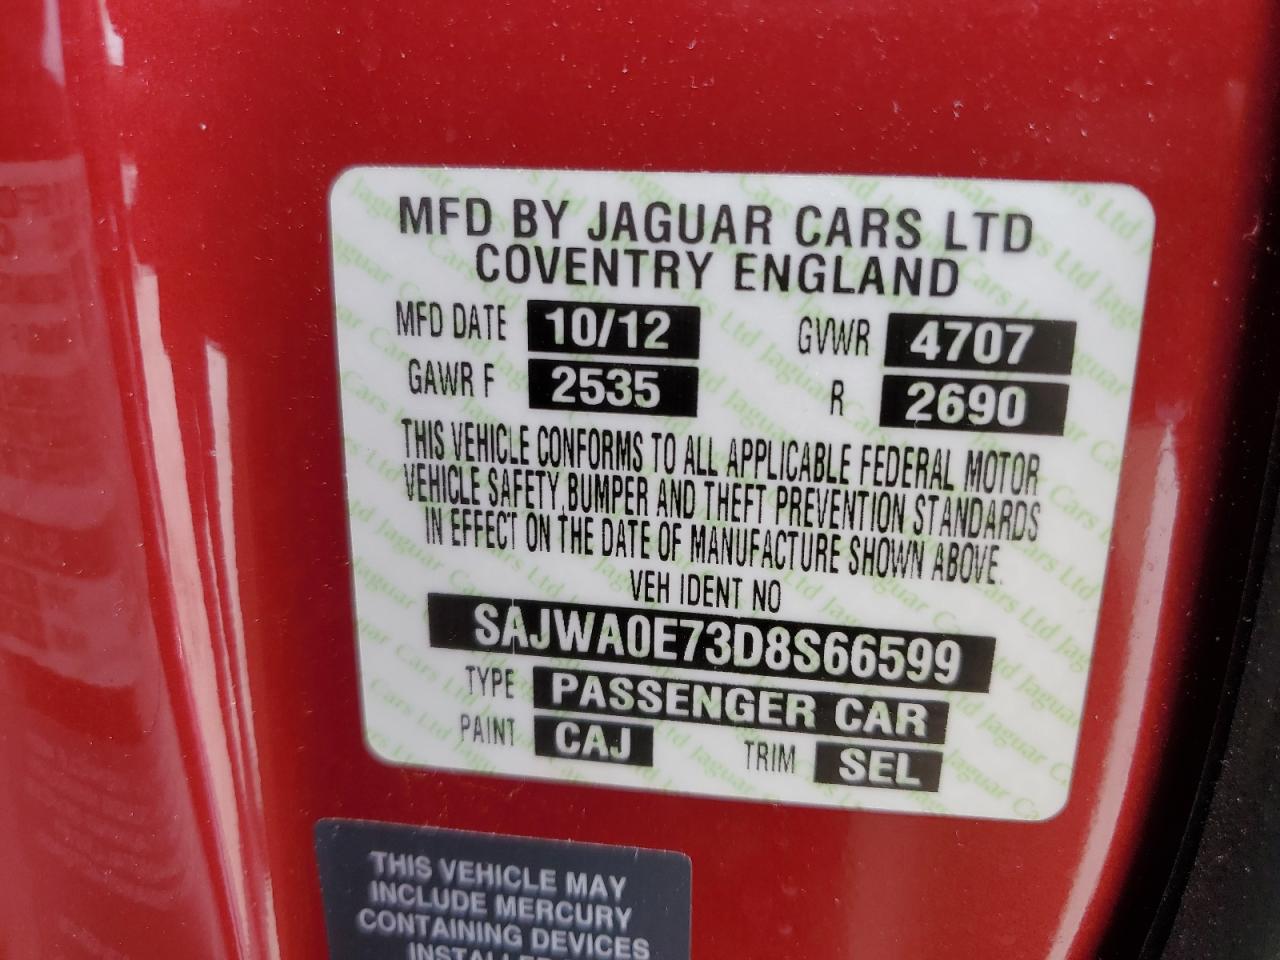 MFD BY JAGUAR CARS LTD
COVENTRY ENGLAND
MFD DATE 10/12 GVWR 4707
GAWR F 2535 R 2690
THIS VEHICLE CONFORMS TO ALL APPLICABLE FEDERAL MOTOR
VEHICLE SAFETY, BUMPER AND THEFT PREVENTION STANDARDS
IN EFFECT ON THE DATE OF MANUFACTURE SHOWN ABOVE.
VEH IDENT NO
SAJWA0E73D8S66599
TYPE PASSENGER CAR
PAINT CAJ TRIM SEL
THIS VEHICLE MAY
INCLUDE MERCURY
CONTAINING DEVICES